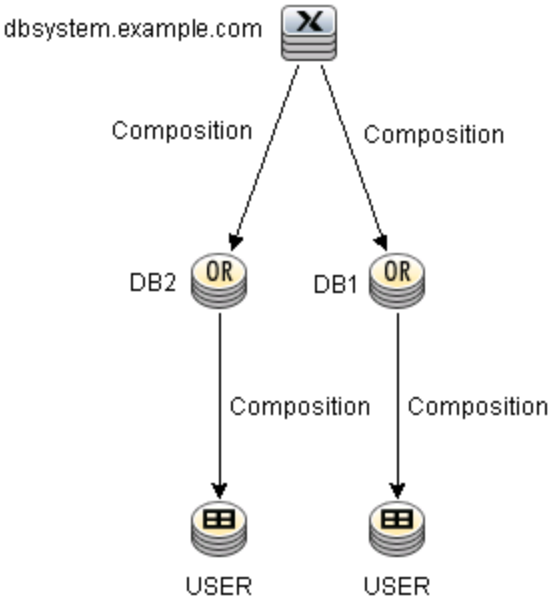 dbsystem.example.com
X
Composition
Composition
OR
OR
DB2
DB1
Composition
Composition
USER
USER